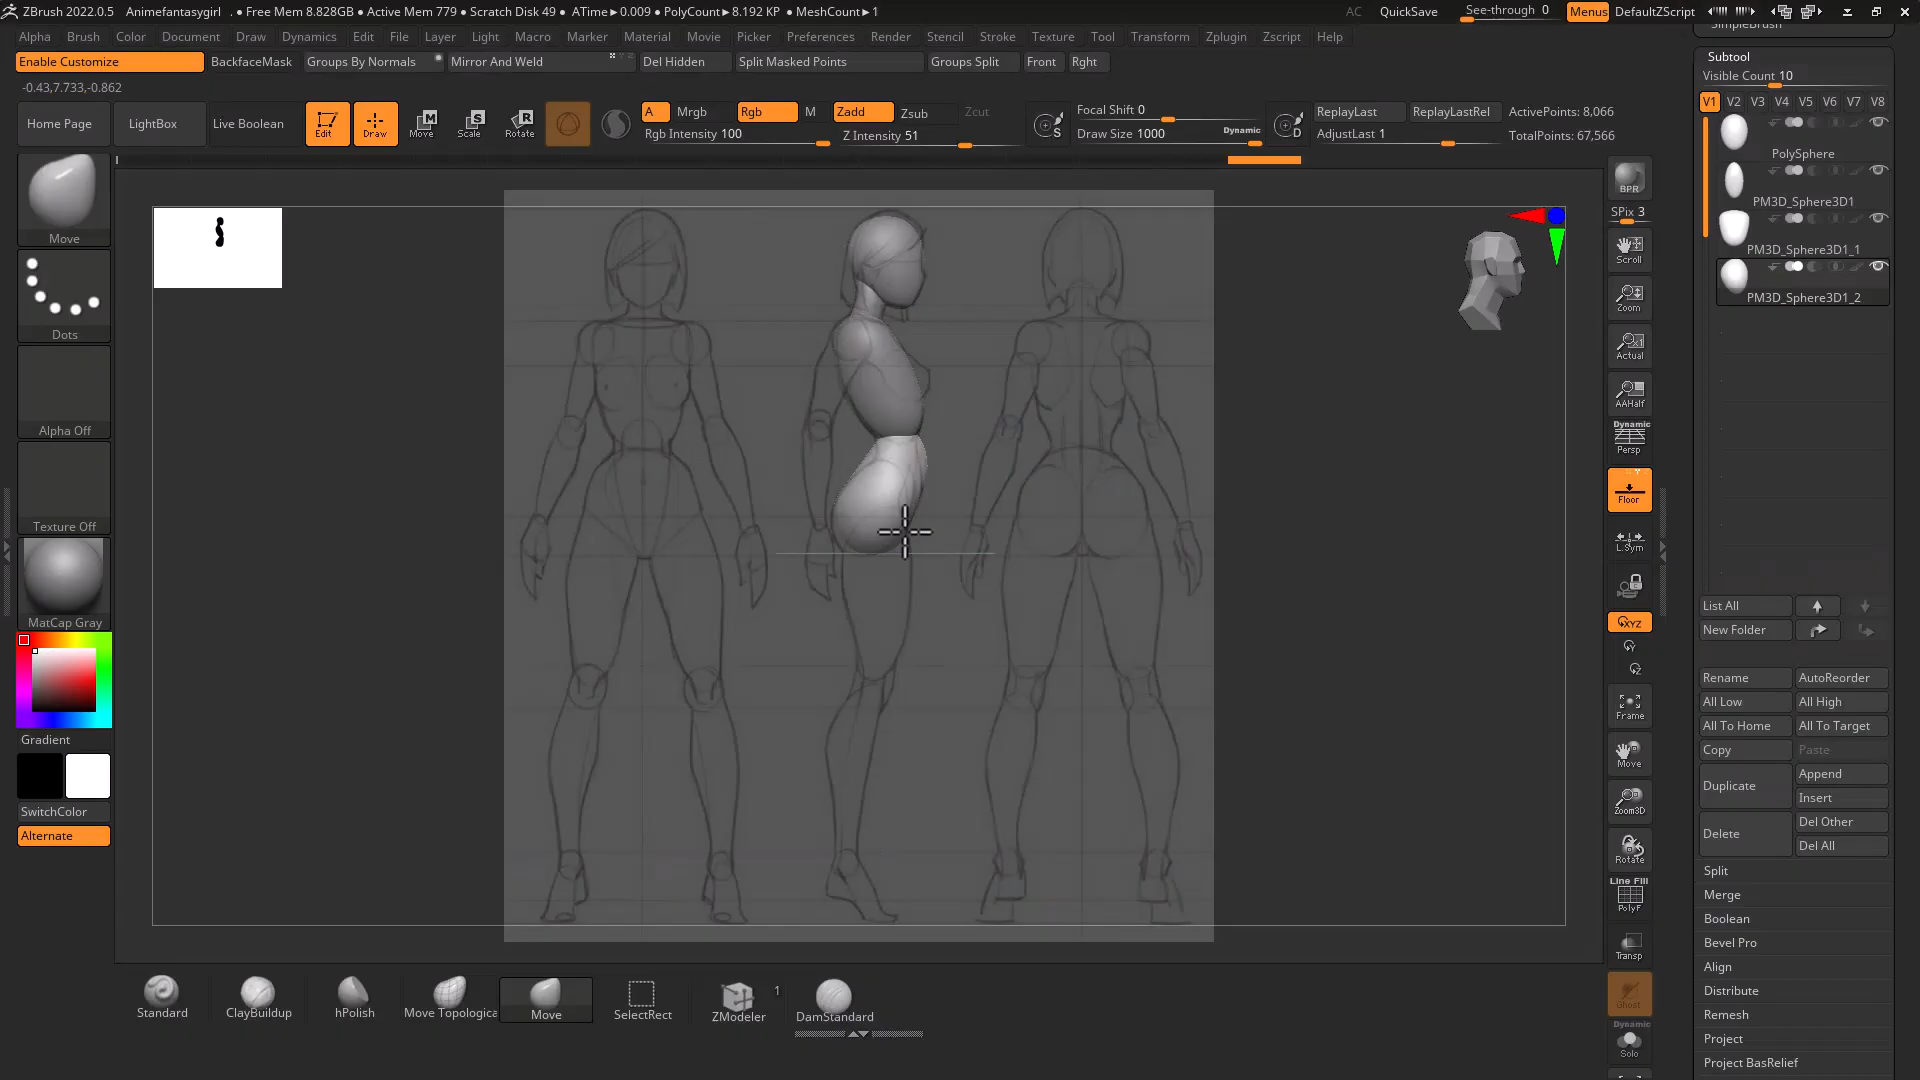 ZBrush 2022.0.5 Animefantasygirl . ● Free Mem 8.828GB ● Active Mem 779 ● Scratch Disk 49 ● ATime►0.009 ● PolyCount►8.192 KP ● MeshCount►1 AC QuickSave See-through 0 Menus DefaultZScript
Alpha Brush Color Document Draw Dynamics Edit File Layer Light Macro Marker Material Movie Picker Preferences Render Stencil Stroke Texture Tool Transform Zplugin Zscript Help
Enable Customize BackfaceMask Groups By Normals Mirror And Weld Del Hidden Split Masked Points Groups Split Front Rght
-0.43,7.733,-0.862
Home Page LightBox Live Boolean Edit Draw Move Scale Rotate
A Mrgb Rgb M Zadd Zsub Zcut
Rgb Intensity 100 Z Intensity 51
Focal Shift 0
Draw Size 1000 Dynamic
ReplayLast ReplayLastRel ActivePoints: 8,066
AdjustLast 1 TotalPoints: 67,566
Move
Dots
Alpha Off
Texture Off
MatCap Gray
Gradient
SwitchColor
Alternate
BPR
SPix 3
Scroll
Zoom
Actual
AAHalf
Dynamic
Persp
Floor
L.Sym
XYZ
Frame
Move
Zoom3D
Rotate
Line Fill
PolyF
Transp
Ghost
Dynamic
Solo
Subtool
Visible Count 10
V1 V2 V3 V4 V5 V6 V7 V8
PolySphere
PM3D_Sphere3D1
PM3D_Sphere3D1_1
PM3D_Sphere3D1_2
List All
New Folder
Rename AutoReorder
All Low All High
All To Home All To Target
Copy Paste
Duplicate Append
Insert
Delete Del Other
Del All
Split
Merge
Boolean
Bevel Pro
Align
Distribute
Remesh
Project
Project BasRelief
Standard ClayBuildup hPolish Move Topologica Move SelectRect ZModeler 1 DamStandard